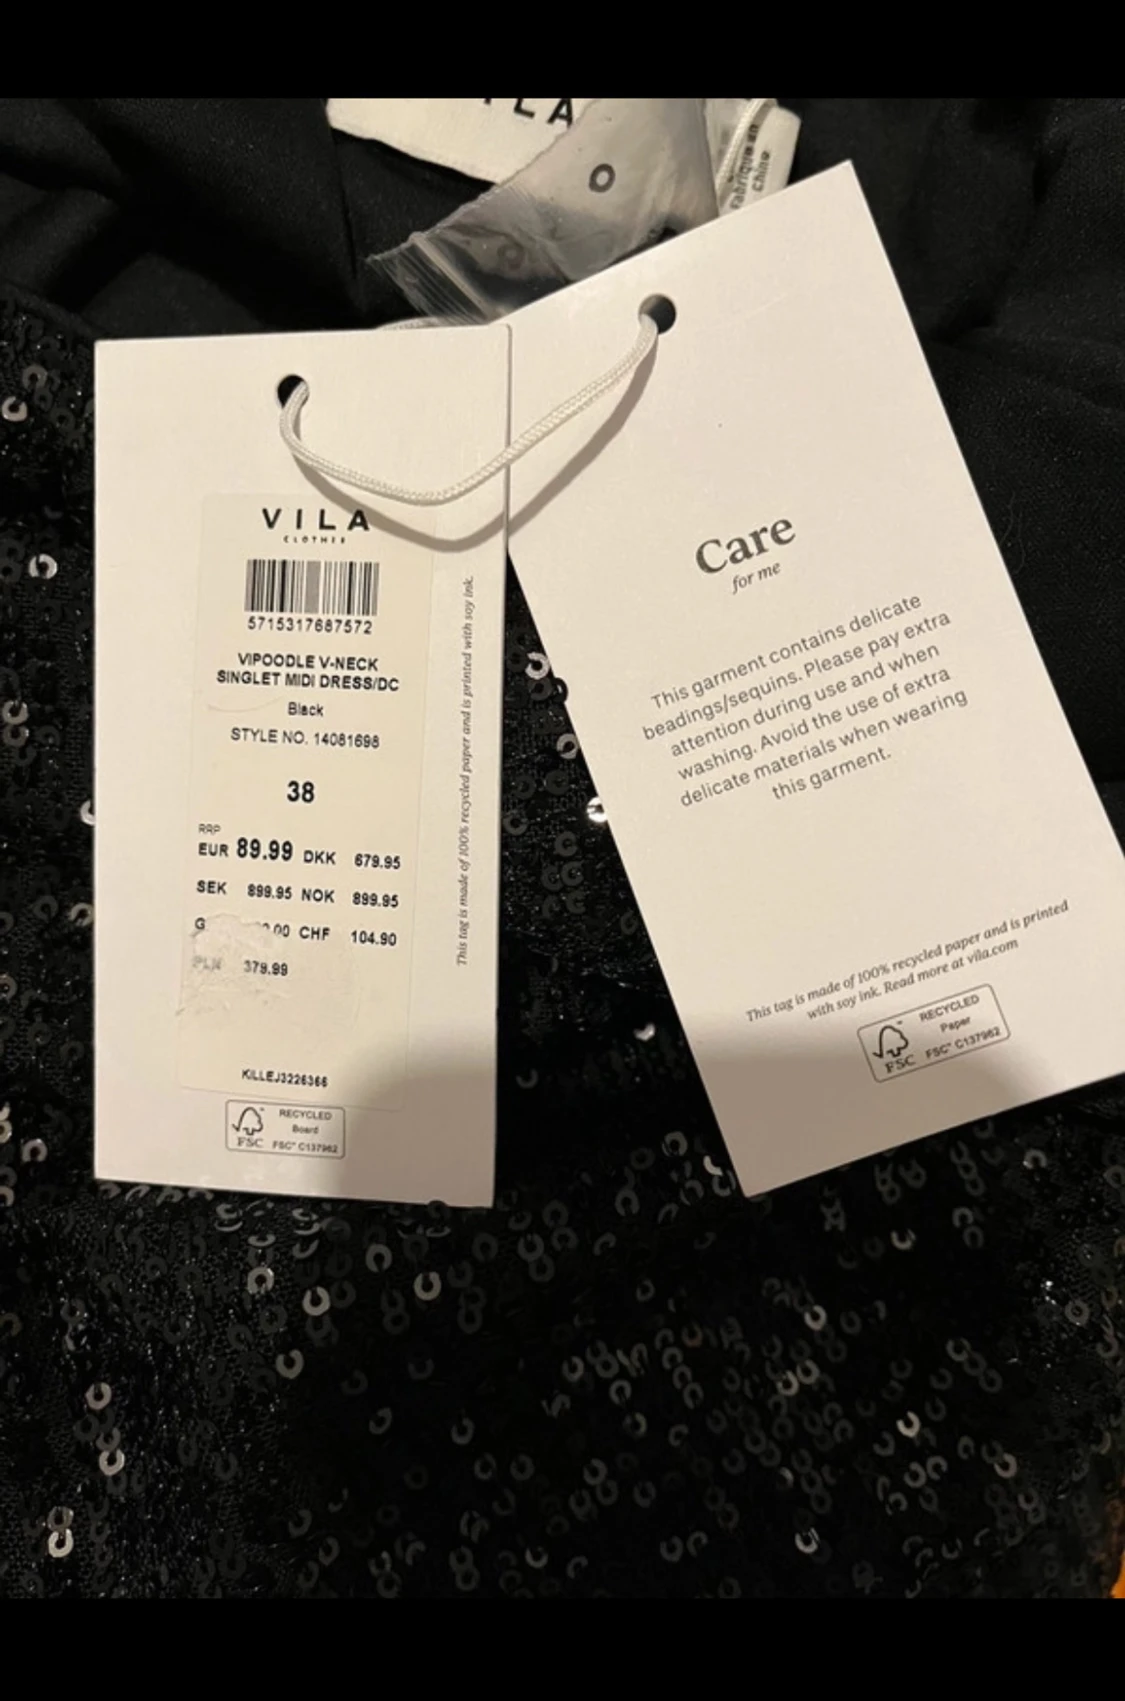 LA
Fabriqué en
Chine
VILA
CLOTHES
5715317687572
VIPOODLE V-NECK
SINGLET MIDI DRESS/DC
Black
STYLE NO. 14081698
38
RRP
EUR 89.99 DKK 679.95
SEK 899.95 NOK 899.95
G .00 CHF 104.90
PLN 379.99
KILLEJ3226366
FSC RECYCLED
Board
FSC® C137962
This tag is made of 100% recycled paper and is printed with soy ink.
Care
for me
This garment contains delicate
beadings/sequins. Please pay extra
attention during use and when
washing. Avoid the use of extra
delicate materials when wearing
this garment.
This tag is made of 100% recycled paper and is printed
with soy ink. Read more at vila.com
FSC RECYCLED
Paper
FSC® C137962